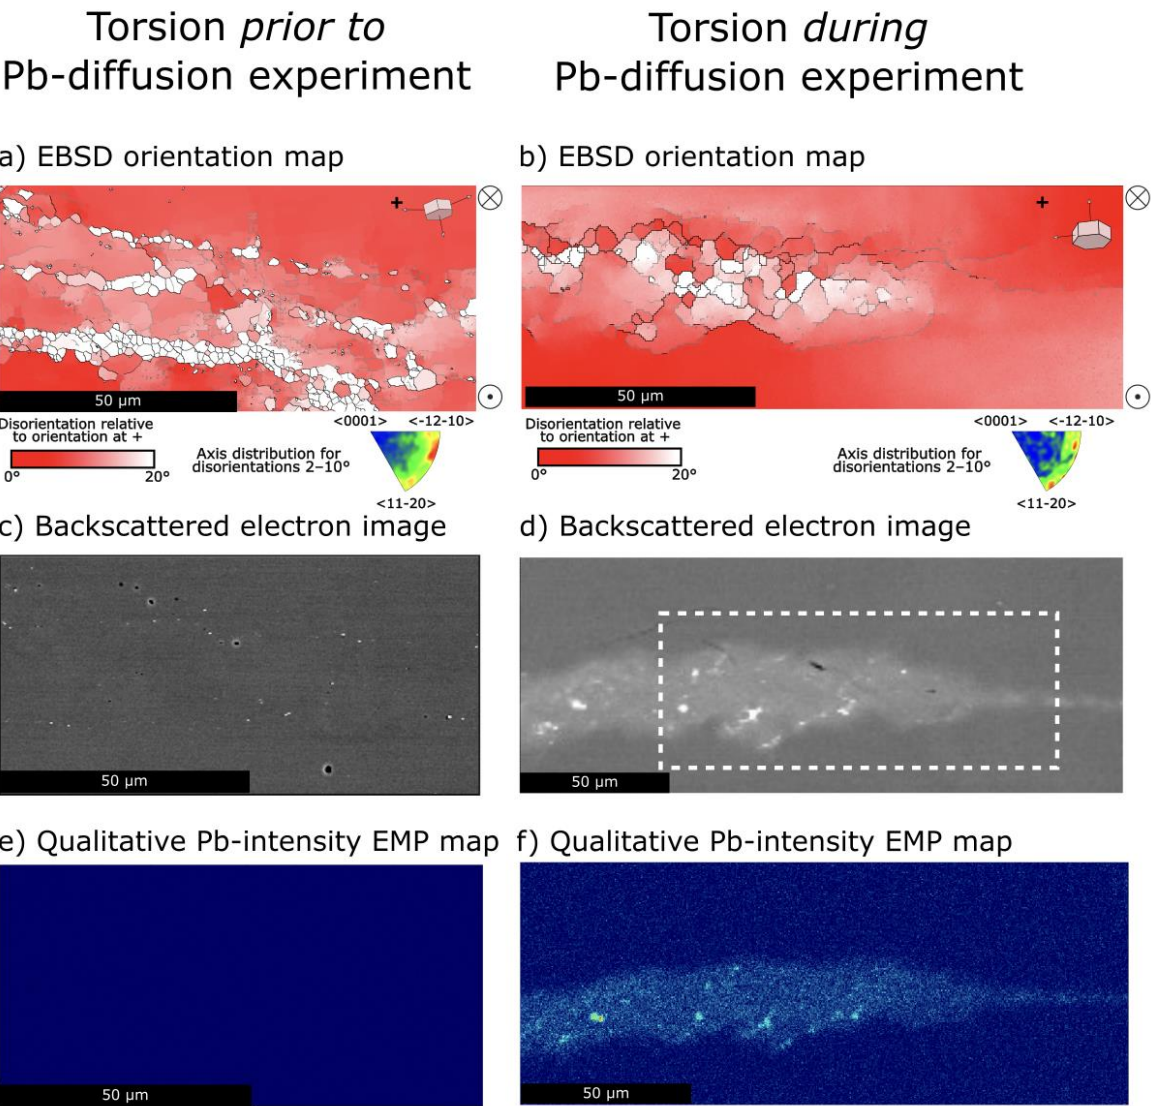 Torsion prior to
Pb-diffusion experiment
Torsion during
Pb-diffusion experiment
a) EBSD orientation map
b) EBSD orientation map
+
+
50 µm
50 µm
Disorientation relative
to orientation at +
0°
20°
Axis distribution for
disorientations 2–10°
<0001>
<-12-10>
<11-20>
Disorientation relative
to orientation at +
0°
20°
Axis distribution for
disorientations 2–10°
<0001>
<-12-10>
<11-20>
c) Backscattered electron image
d) Backscattered electron image
50 µm
50 µm
e) Qualitative Pb-intensity EMP map
f) Qualitative Pb-intensity EMP map
50 µm
50 µm